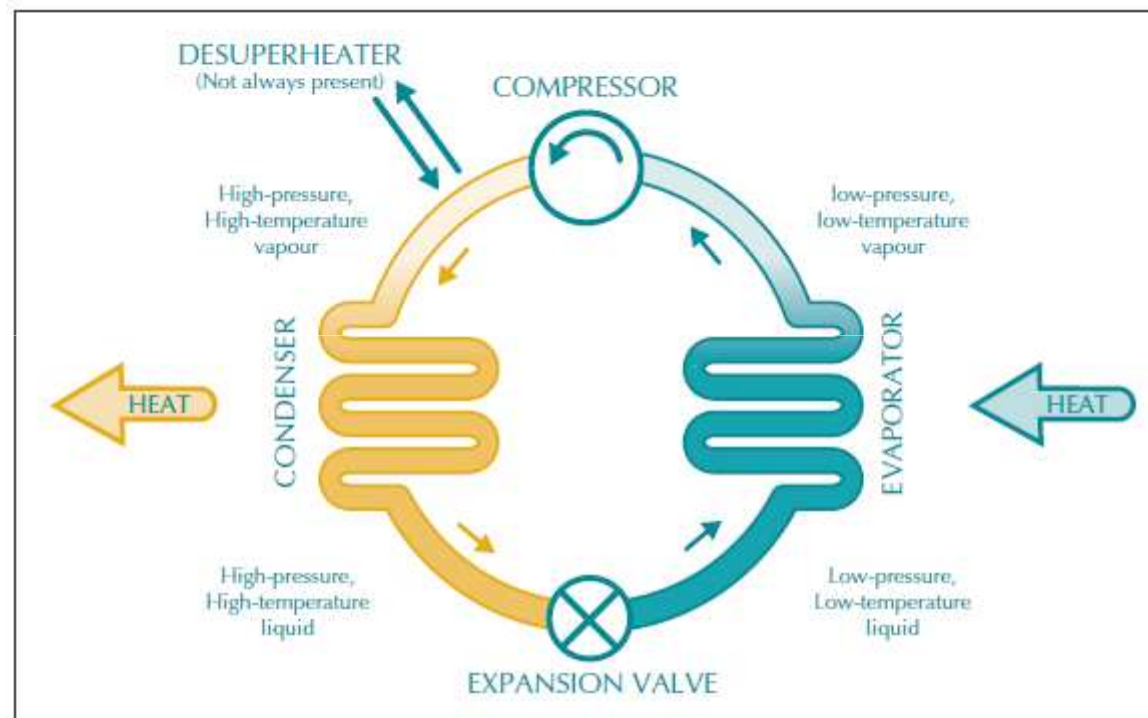 DESUPERHEATER
(Not always present)
COMPRESSOR
High-pressure,
High-temperature
vapour
low-pressure,
low-temperature
vapour
CONDENSER
EVAPORATOR
HEAT
HEAT
High-pressure,
High-temperature
liquid
Low-pressure,
Low-temperature
liquid
EXPANSION VALVE